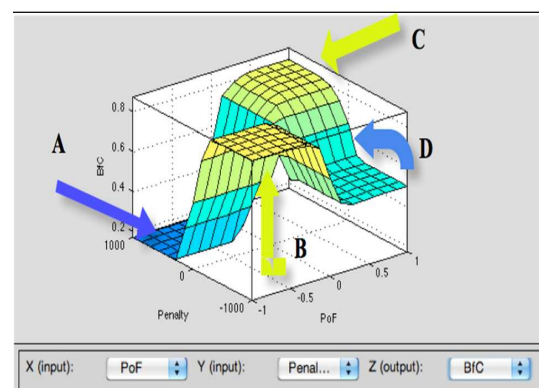 C
A
D
B
0.8
0.6
0.4
0.2
BfC
1000
0
-1000
Penalty
-1
-0.5
0
0.5
1
PoF
X (input): PoF Y (input): Penal... Z (output): BfC